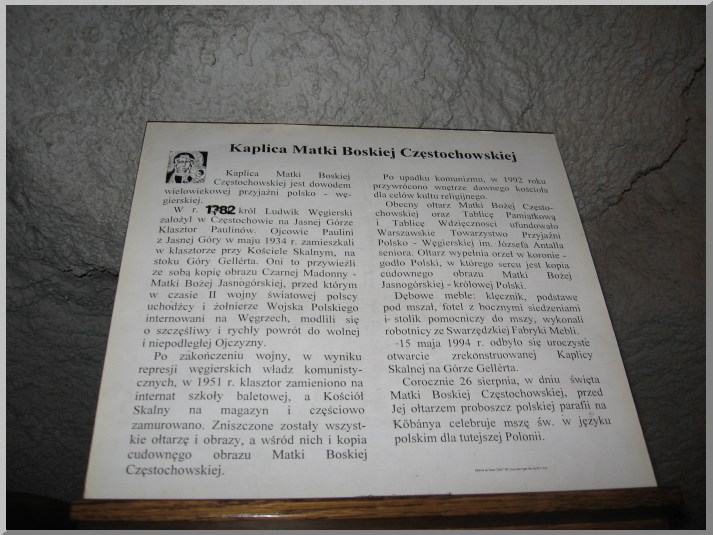 Kaplica Matki Boskiej Częstochowskiej
Kaplica Matki Boskiej
Częstochowskiej jest dowodem
wielowiekowej przyjaźni polsko - wę-
gierskiej.
W r. 1382 król Ludwik Węgierski
założył w Częstochowie na Jasnej Górze
Klasztor Paulinów. Ojcowie Paulini
z Jasnej Góry w maju 1934 r. zamieszkali
w klasztorze przy Kościele Skalnym, na
stoku Góry Gellérta. Oni to przywieźli
ze sobą kopię obrazu Czarnej Madonny -
Matki Bożej Jasnogórskiej, przed którym
w czasie II wojny światowej polscy
uchodźcy i żołnierze Wojska Polskiego
internowani na Węgrzech, modlili się
o szczęśliwy i rychły powrót do wolnej
i niepodległej Ojczyzny.
Po zakończeniu wojny, w wyniku
represji węgierskich władz komunisty-
cznych, w 1951 r. klasztor zamieniono na
internat szkoły baletowej, a Kościół
Skalny na magazyn i częściowo
zamurowano. Zniszczone zostały wszyst-
kie ołtarzę i obrazy, a wśród nich i kopia
cudownęgo obrazu Matki Boskiej
Częstochowskiej.
Po upadku komunizmu, w 1992 roku
przywrócono wnętrze dawnego kościoła
dla celów kultu religijnego.
Obecny ołtarz Matki Bożej Często-
chowskiej oraz Tablicę Pamiątkową
i Tablicę Wdzięczności ufundowało
Warszawskie Towarzystwo Przyjaźni
Polsko - Węgierskiej im. Józsefa Antalla
seniora. Ołtarz wypełnia orzeł w koronie -
godło Polski, w którego sercu jest kopia
cudownego obrazu Matki Bożej
Jasnogórskiej - królowej Polski.
Dębowe meble: klęcznik, podstawę
pod mszał, fotel z bocznymi siedzeniami
i stolik pomocniczy do mszy, wykonali
robotnicy ze Swarzędzkiej Fabryki Mebli.
15 maja 1994 r. odbyło się uroczyste
otwarcie zrekonstruowanej Kaplicy
Skalnej na Górze Gellérta.
Corocznie 26 sierpnia, w dniu święta
Matki Boskiej Częstochowskiej, przed
Jej ołtarzem proboszcz polskiej parafii na
Kőbánya celebruje mszę św. w języku
polskim dla tutejszej Polonii.